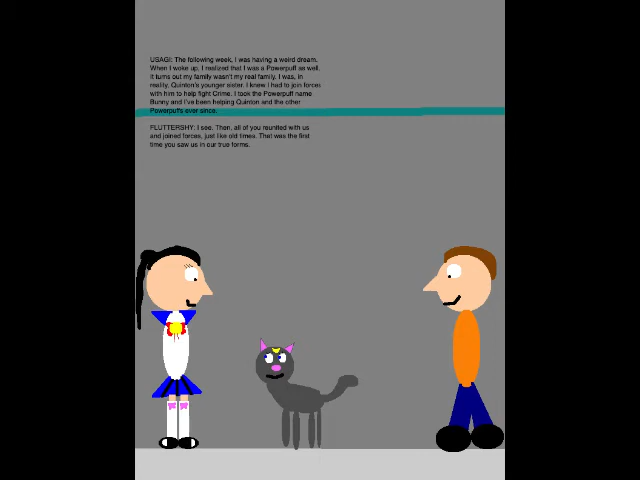 USAGI: The following week, I was having a weird dream.
When I woke up, I realized that I was a Powerpuff as well.
It turns out my family wasn't my real family. I was, in
reality, Quinton's younger sister. I knew I had to join forces
with him to help fight Crime. I took the Powerpuff name
Bunny and I've been helping Quinton and the other
Powerpuffs ever since.
FLUTTERSHY: I see. Then, all of you reunited with us
and joined forces, just like old times. That was the first
time you saw us in our true forms.